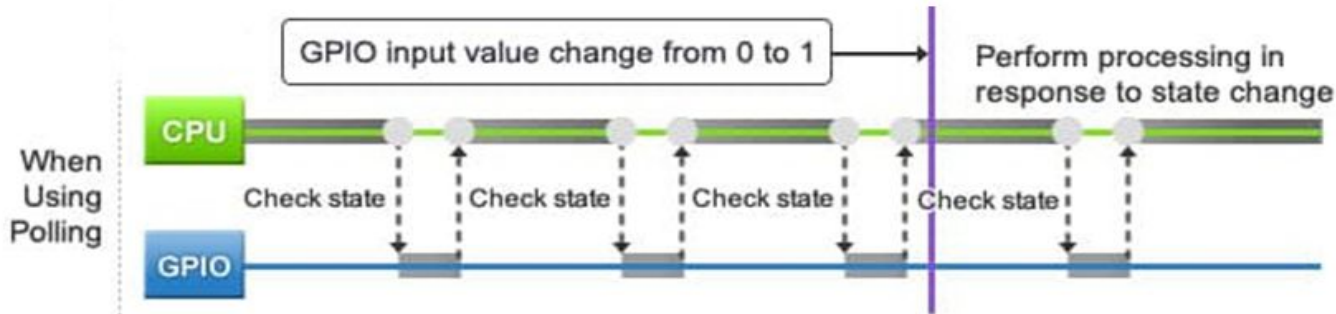 GPIO input value change from 0 to 1
Perform processing in
response to state change
When
Using
Polling
CPU
Check state
Check state
Check state
Check state
GPIO